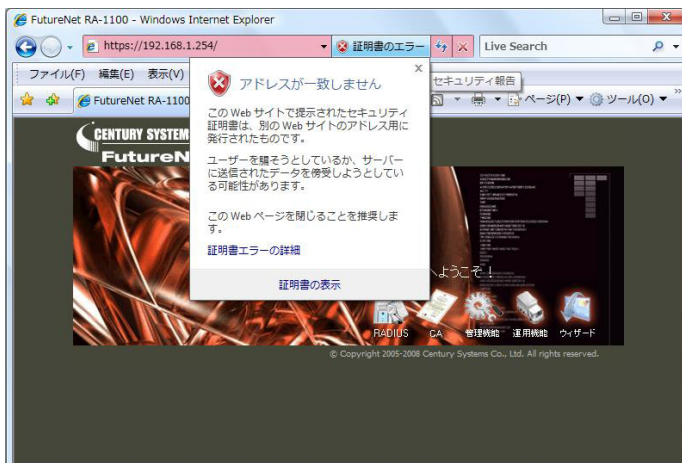 FutureNet RA-1100 - Windows Internet Explorer
https://192.168.1.254/
証明書のエラー
Live Search
ファイル(F) 編集(E) 表示(V)
セキュリティ報告
FutureNet RA-1100
ページ(P) ツール(O)
アドレスが一致しません
この Web サイトで提示されたセキュリティ
証明書は、別の Web サイトのアドレス用に
発行されたものです。
ユーザーを騙そうとしているか、サーバー
に送信されたデータを傍受しようとしてい
る可能性があります。
この Web ページを閉じることを推奨しま
す。
証明書エラーの詳細
証明書の表示
CENTURY SYSTEM
FutureN
ようこそ！
RADIUS CA 管理機能 運用機能 ウィザード
© Copyright 2005-2008 Century Systems Co., Ltd. All rights reserved.